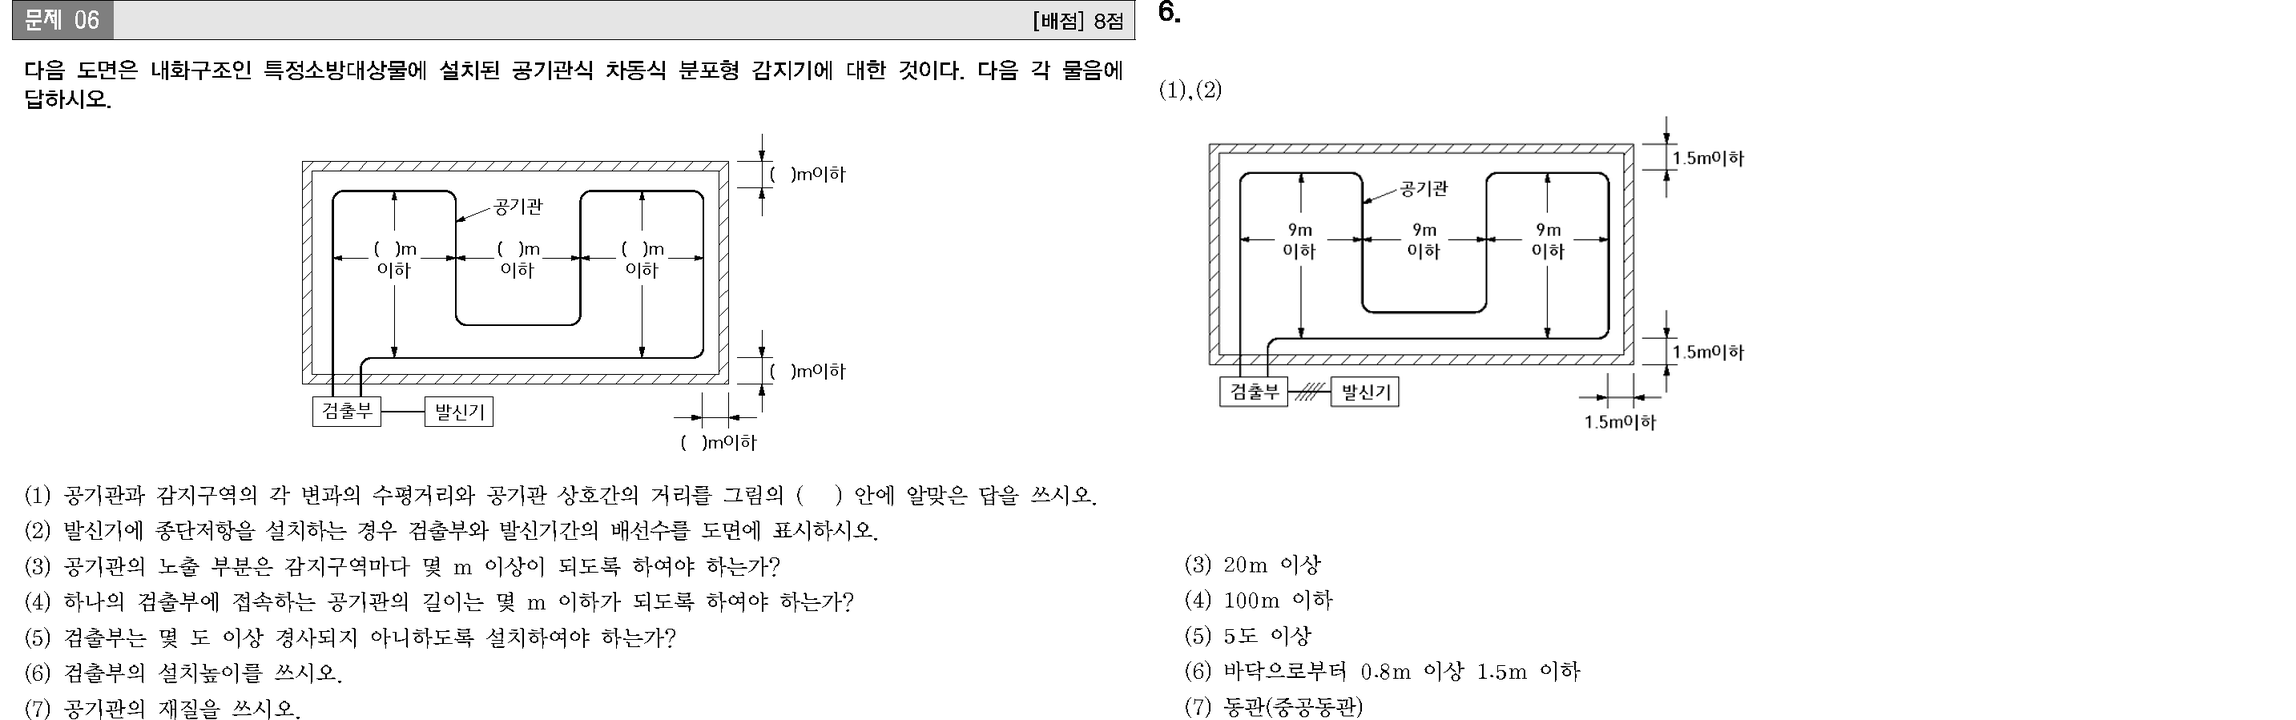 문제 06
[배점] 8점
다음 도면은 내화구조인 특정소방대상물에 설치된 공기관식 차동식 분포형 감지기에 대한 것이다. 다음 각 물음에
답하시오.
( )m이하
공기관
( )m ( )m ( )m
이하 이하 이하
( )m이하
검출부 발신기
( )m이하
(1) 공기관과 감지구역의 각 변과의 수평거리와 공기관 상호간의 거리를 그림의 ( ) 안에 알맞은 답을 쓰시오.
(2) 발신기에 종단저항을 설치하는 경우 검출부와 발신기간의 배선수를 도면에 표시하시오.
(3) 공기관의 노출 부분은 감지구역마다 몇 m 이상이 되도록 하여야 하는가?
(4) 하나의 검출부에 접속하는 공기관의 길이는 몇 m 이하가 되도록 하여야 하는가?
(5) 검출부는 몇 도 이상 경사되지 아니하도록 설치하여야 하는가?
(6) 검출부의 설치높이를 쓰시오.
(7) 공기관의 재질을 쓰시오.
6.
(1),(2)
1.5m이하
공기관
9m 9m 9m
이하 이하 이하
1.5m이하
검출부 발신기
1.5m이하
(3) 20m 이상
(4) 100m 이하
(5) 5도 이상
(6) 바닥으로부터 0.8m 이상 1.5m 이하
(7) 동관(중공동관)